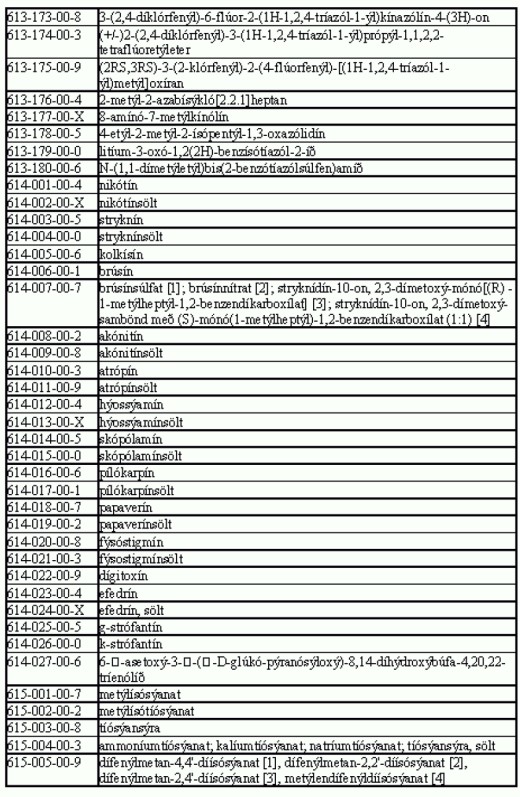 613-173-00-8 3-(2,4-díklórfenýl)-6-flúor-2-(1H-1,2,4-tríazól-1-ýl)kínazólín-4-(3H)-on
613-174-00-3 (+/-)2-(2,4-díklórfenýl)-3-(1H-1,2,4-tríazól-1-ýl)própýl-1,1,2,2-
tetraflúoretýleter
613-175-00-9 (2RS,3RS)-3-(2-klórfenýl)-2-(4-flúorfenýl)-[(1H-1,2,4-tríazól-1-
ýl)metýl]oxíran
613-176-00-4 2-metýl-2-azabísýkló[2.2.1]heptan
613-177-00-X 8-amínó-7-metýlkínólín
613-178-00-5 4-etýl-2-metýl-2-ísópentýl-1,3-oxazólidín
613-179-00-0 litíum-3-oxó-1,2(2H)-benzísótíazól-2-íð
613-180-00-6 N-(1,1-dímetýletýl)bis(2-benzótíazólsúlfen)amíð
614-001-00-4 nikótín
614-002-00-X nikótínsölt
614-003-00-5 stryknín
614-004-00-0 stryknínsölt
614-005-00-6 kolkísín
614-006-00-1 brúsín
614-007-00-7 brúsínsúlfat [1]; brúsínnítrat [2]; stryknídín-10-on, 2,3-dímetoxý-mónó[(R) -
1-metýlheptýl-1,2-benzendíkarboxílat] [3]; stryknídín-10-on, 2,3-dímetoxý-
sambönd með (S)-mónó(1-metýlheptýl)-1,2-benzendíkarboxílat (1:1) [4]
614-008-00-2 akónitín
614-009-00-8 akónitínsölt
614-010-00-3 atrópín
614-011-00-9 atrópínsölt
614-012-00-4 hýossýamín
614-013-00-X hýossýamínsölt
614-014-00-5 skópólamín
614-015-00-0 skópólamínsölt
614-016-00-6 pílókarpín
614-017-00-1 pílókarpínsölt
614-018-00-7 papaverín
614-019-00-2 papaverínsölt
614-020-00-8 fýsóstigmín
614-021-00-3 fýsostigmínsölt
614-022-00-9 dígitoxín
614-023-00-4 efedrín
614-024-00-X efedrín, sölt
614-025-00-5 g-strófantín
614-026-00-0 k-strófantín
614-027-00-6 6-□-asetoxý-3-□-(□-D-glúkó-pýranósýloxý)-8,14-díhýdroxýbúfa-4,20,22-
tríenólíð
615-001-00-7 metýlísósýanat
615-002-00-2 metýlísótíósýanat
615-003-00-8 tíósýansýra
615-004-00-3 ammoníumtíósýanat; kalíumtíósýanat; natríumtíósýanat; tíósýansýra, sölt
615-005-00-9 dífenýlmetan-4,4'-díísósýanat [1], dífenýlmetan-2,2'-díísósýanat [2],
dífenýlmetan-2,4'-díísósýanat [3], metýlendífenýldíísósýanat [4]